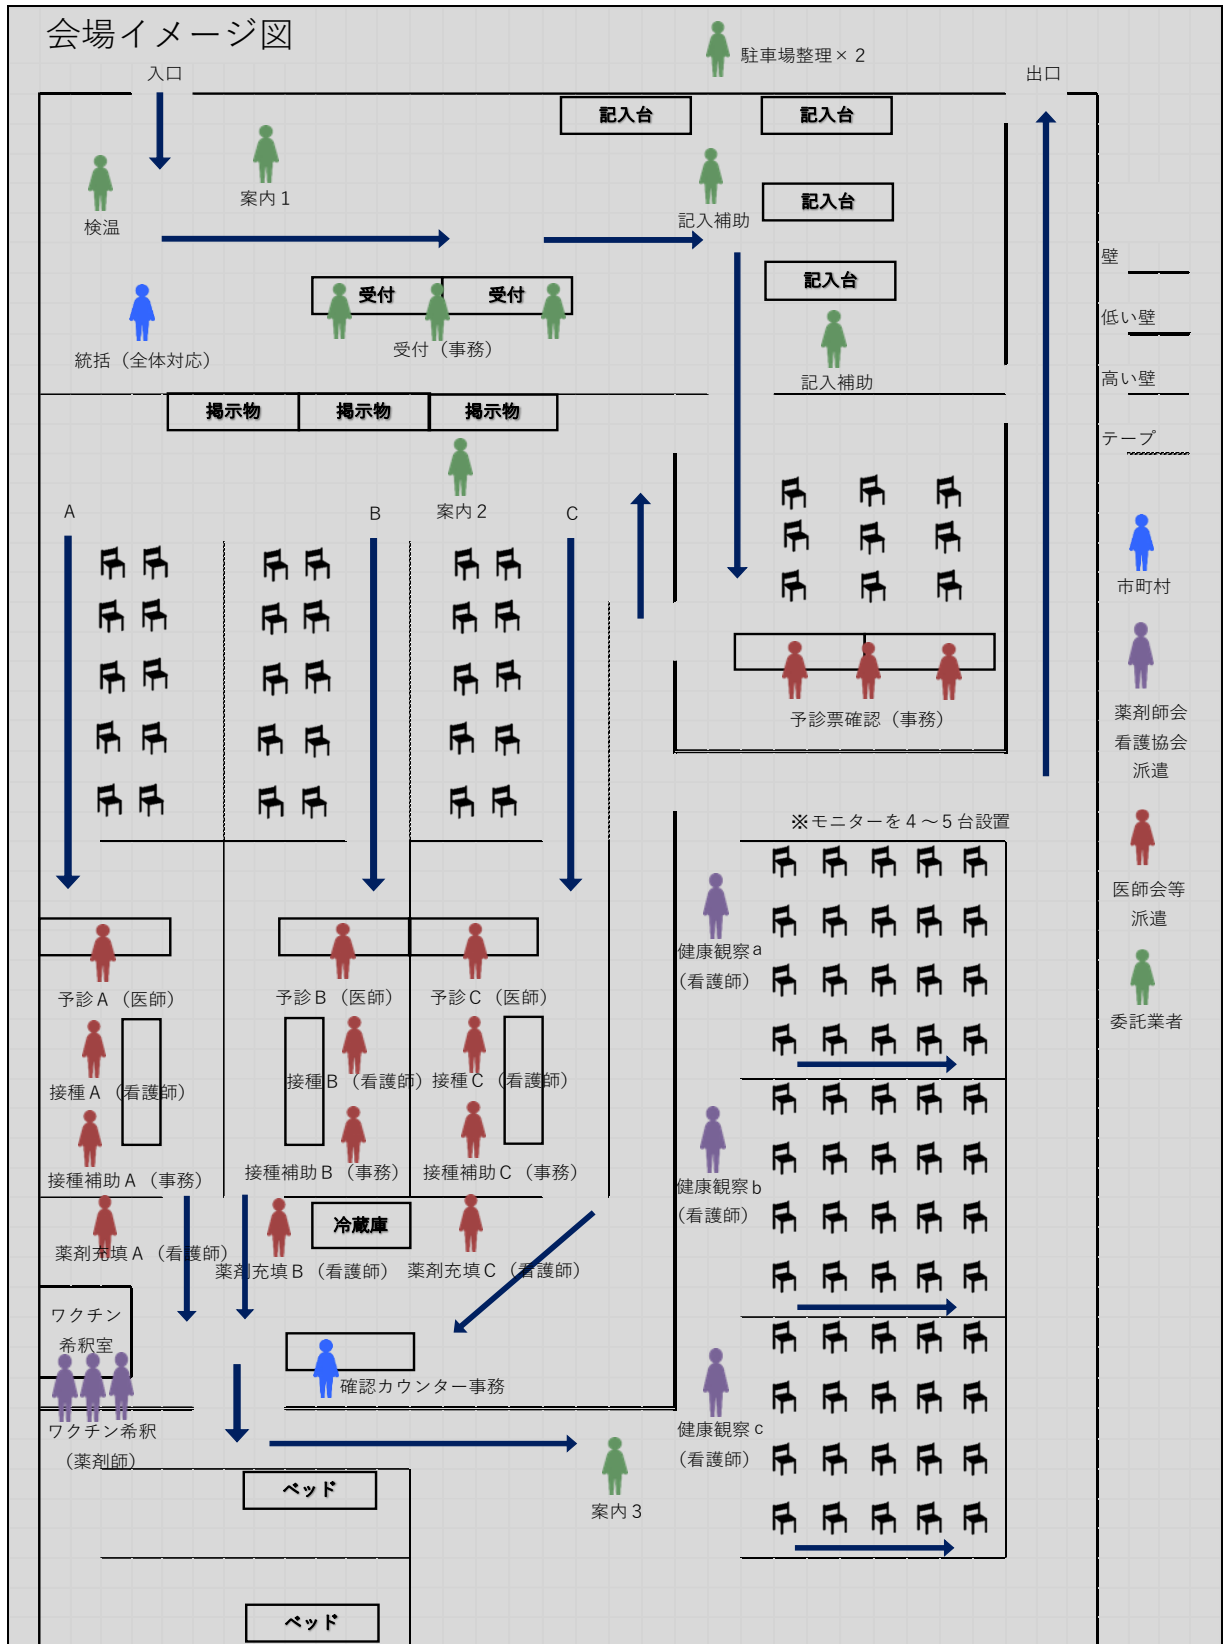 会場イメージ図
駐車場整理×２
入口
出口
記入台
記入台
案内１
検温
記入補助
記入台
壁
記入台
受付
受付
低い壁
受付（事務）
統括（全体対応）
記入補助
高い壁
掲示物
掲示物
掲示物
テープ
案内２
A
B
C
市町村
予診票確認（事務）
薬剤師会
看護協会
派遣
※モニターを４～５台設置
医師会等
派遣
健康観察a
（看護師）
予診Ａ（医師）
予診Ｂ（医師）
予診Ｃ（医師）
委託業者
接種Ａ（看護師）
接種Ｂ（看護師）
接種Ｃ（看護師）
接種補助Ａ（事務）
接種補助Ｂ（事務）
接種補助Ｃ（事務）
健康観察b
（看護師）
冷蔵庫
薬剤充填Ａ（看護師）
薬剤充填Ｂ（看護師）
薬剤充填Ｃ（看護師）
ワクチン
希釈室
確認カウンター事務
ワクチン希釈
（薬剤師）
健康観察c
（看護師）
ベッド
案内３
ベッド